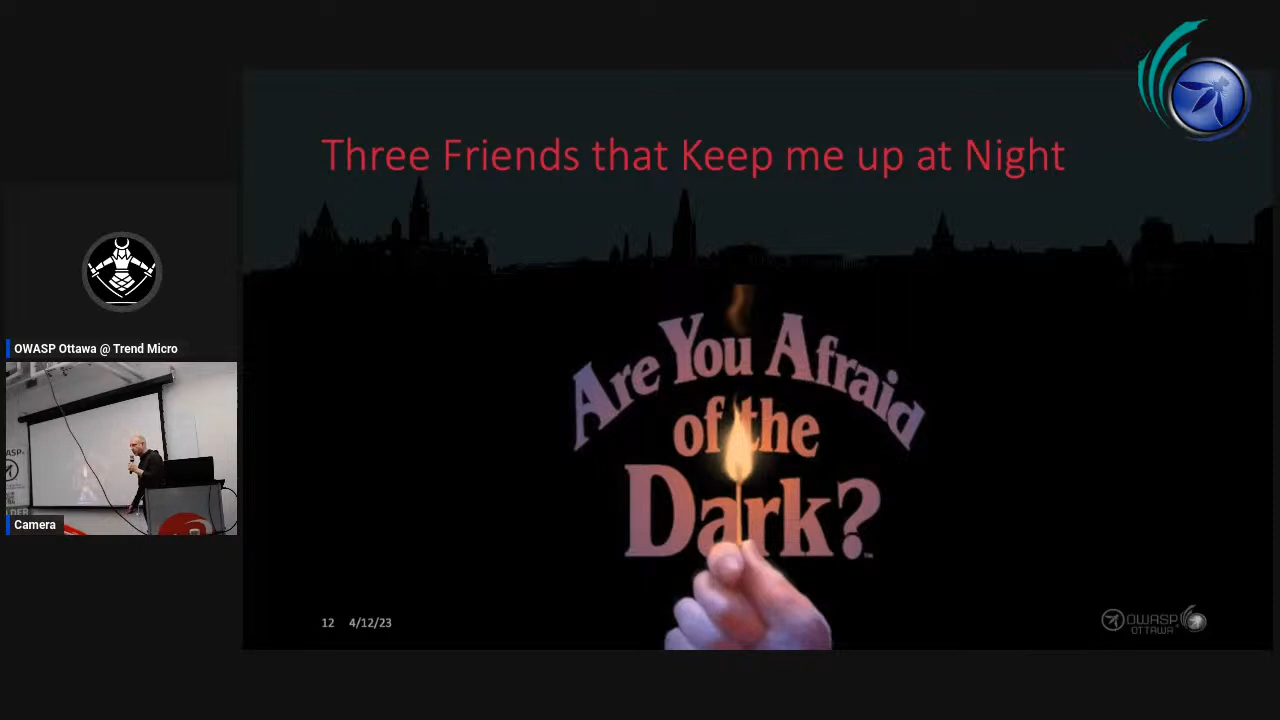 Three Friends that Keep me up at Night
Are You Afraid
of the
Dark?
TM
OWASP Ottawa @ Trend Micro
Camera
12 4/12/23
OWASP
OTTAWA